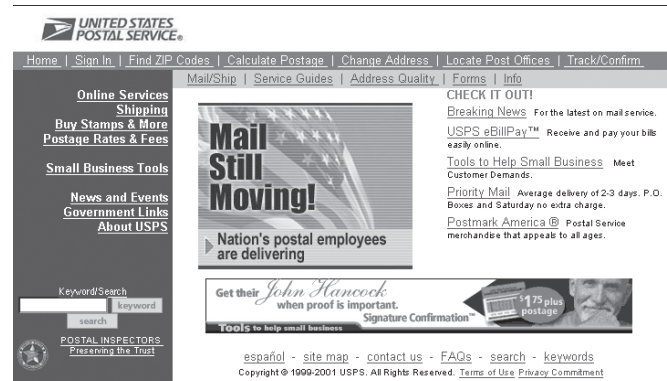 UNITED STATES
POSTAL SERVICE®
Home | Sign In | Find ZIP Codes | Calculate Postage | Change Address | Locate Post Offices | Track/Confirm
Mail/Ship | Service Guides | Address Quality | Forms | Info
Online Services
Shipping
Buy Stamps & More
Postage Rates & Fees
Small Business Tools
News and Events
Government Links
About USPS
Keyword/Search
keyword
search
POSTAL INSPECTORS
Preserving the Trust
Mail
Still
Moving!
Nation's postal employees
are delivering
CHECK IT OUT!
Breaking News For the latest on mail service.
USPS eBillPay™ Receive and pay your bills
easily online.
Tools to Help Small Business Meet
Customer Demands.
Priority Mail Average delivery of 2-3 days. P.O.
Boxes and Saturday no extra charge.
Postmark America ® Postal Service
merchandise that appeals to all ages.
Get their John Hancock
when proof is important.
Signature Confirmation™
Tools to help small business
$1.75 plus
postage
español - site map - contact us - FAQs - search - keywords
Copyright © 1999-2001 USPS. All Rights Reserved. Terms of Use Privacy Commitment